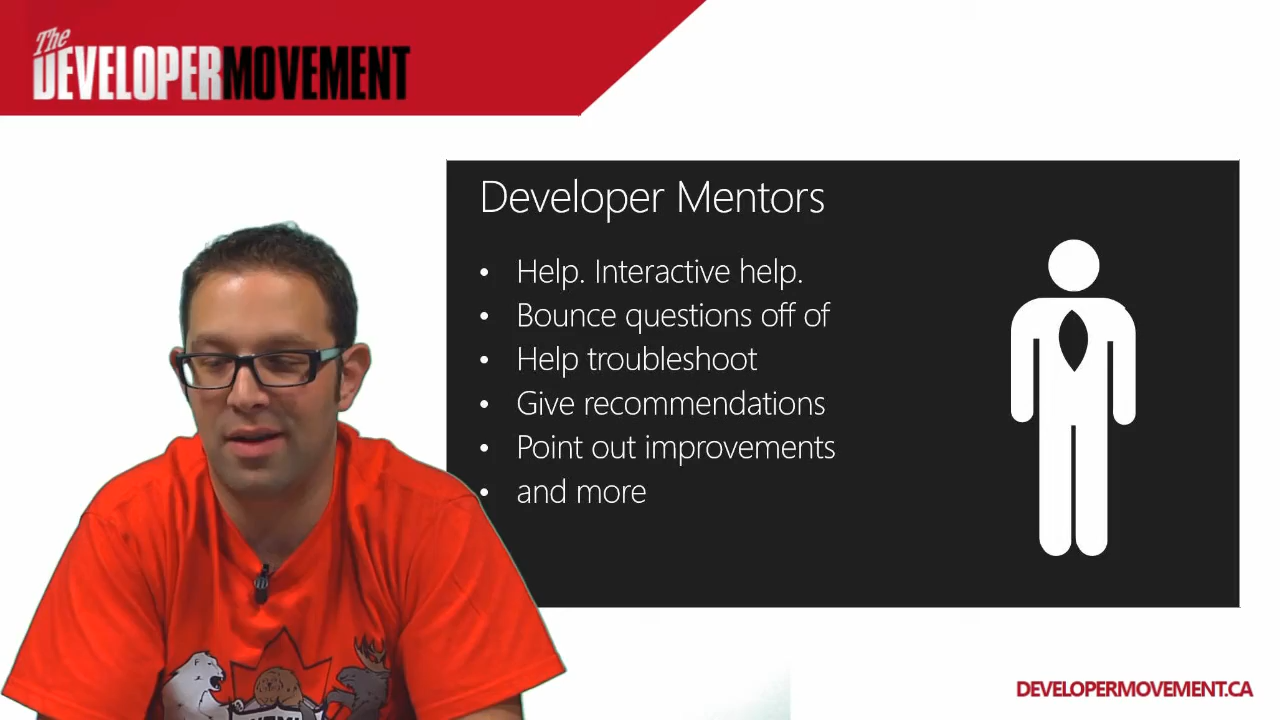 The
DEVELOPERMOVEMENT
Developer Mentors
• Help. Interactive help.
• Bounce questions off of
• Help troubleshoot
• Give recommendations
• Point out improvements
• and more
DEVELOPERMOVEMENT.CA